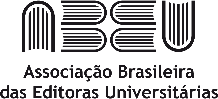 ABEU
Associação Brasileira
das Editoras Universitárias